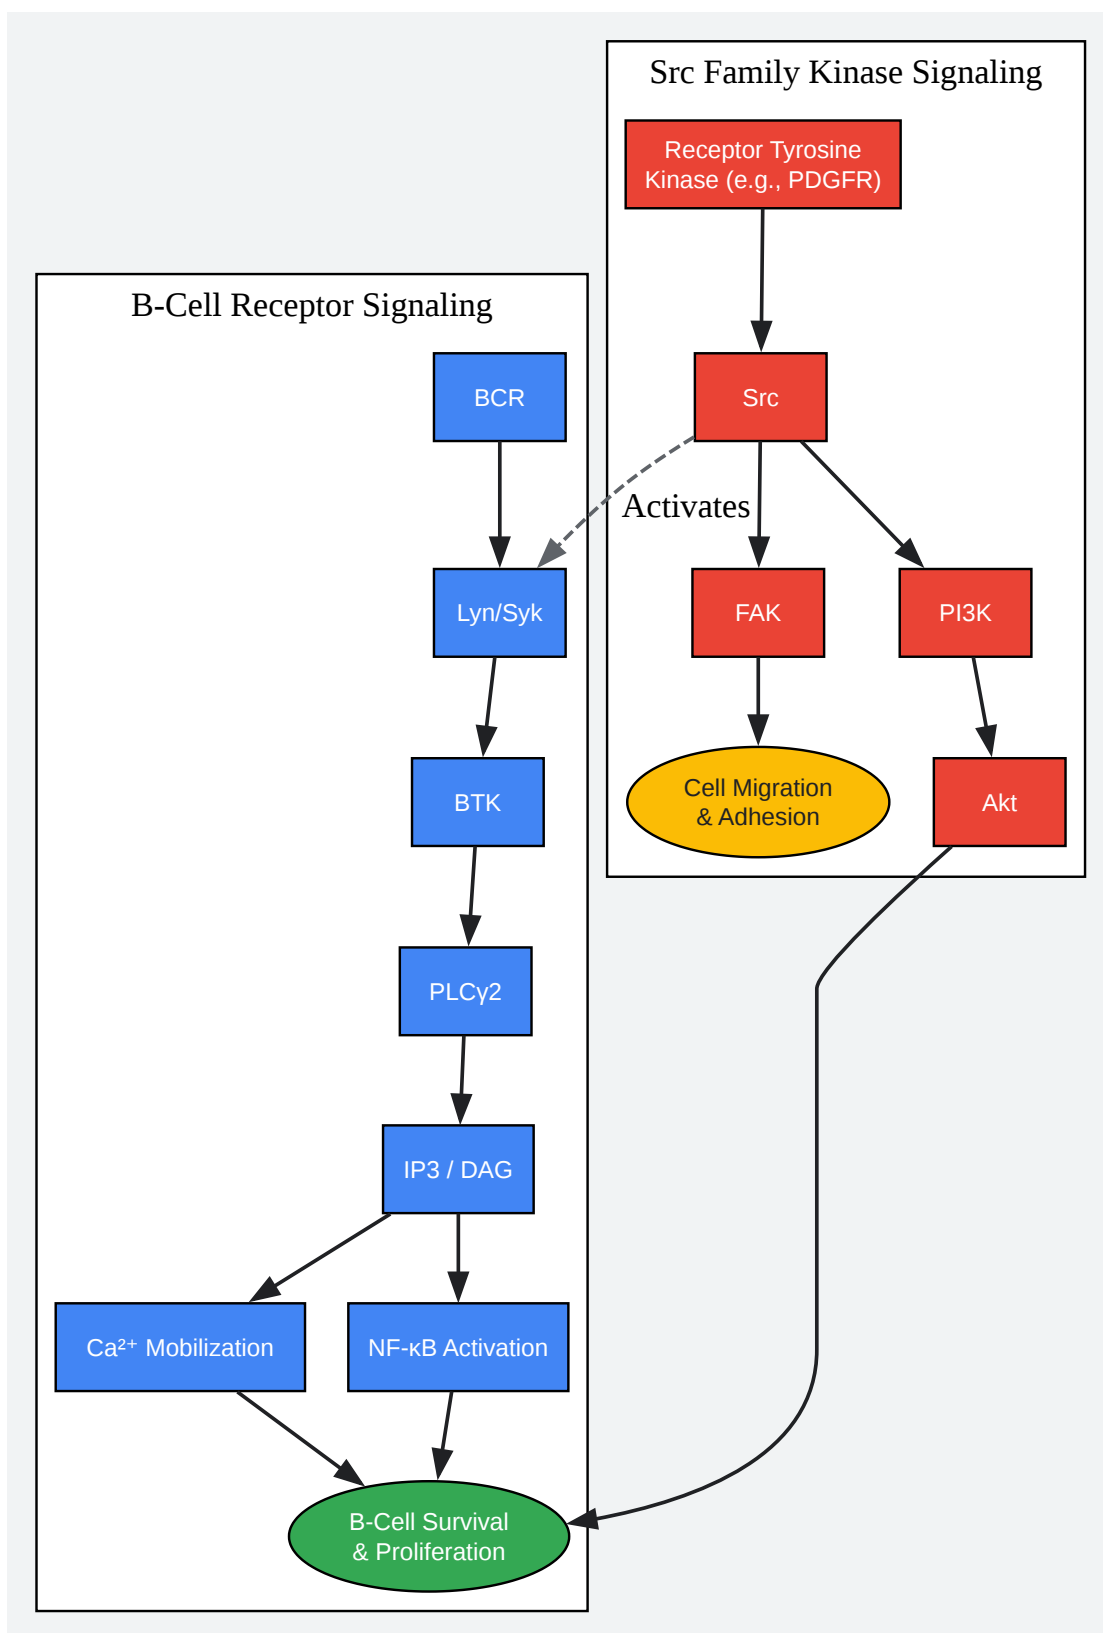 Src Family Kinase Signaling
Receptor Tyrosine
Kinase (e.g., PDGFR)
B-Cell Receptor Signaling
BCR
Src
Activates
Lyn/Syk
FAK
PI3K
BTK
Cell Migration
& Adhesion
Akt
PLCγ2
IP3 / DAG
Ca²⁺ Mobilization
NF-κB Activation
B-Cell Survival
& Proliferation